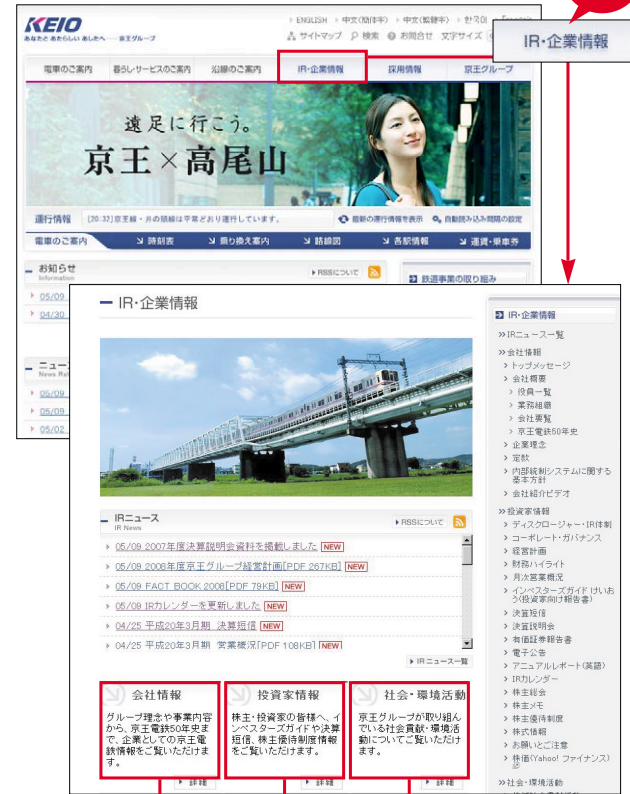 KEIO
あなたと あたらしい あしたへ 京王グループ
ENGLISH 中文(簡体字) 中文(繁體字) 한국어
サイトマップ 検索 お問合せ 文字サイズ
IR・企業情報
電車のご案内 暮らし・サービスのご案内 沿線のご案内 IR・企業情報 採用情報 京王グループ
遠足に行こう。
京王×高尾山
運行情報 [20:32]京王線・井の頭線は平常どおり運行しています。 最新の運行情報を表示 自動読み込み間隔の設定
電車のご案内 時刻表 乗り換え案内 路線図 各駅情報 運賃・乗車券
お知らせ
Information
RSSについて
鉄道事業の取り組み
05/09
04/30
ニュー
News Rel
05/09
05/09
05/02
IR・企業情報
IRニュース
IR News
RSSについて
05/09 2007年度決算説明会資料を掲載しました NEW
05/09 2008年度京王グループ経営計画[PDF 267KB] NEW
05/09 FACT BOOK 2008[PDF 79KB] NEW
05/09 IRカレンダーを更新しました NEW
04/25 平成20年3月期 決算短信 NEW
04/25 平成20年3月期 営業概況[PDF 108KB] NEW
IRニュース一覧
会社情報
グループ理念や事業内容
から、京王電鉄50年史ま
で、企業としての京王電
鉄情報をご覧いただけま
す。
詳細
投資家情報
株主・投資家の皆様へ、イ
ンベスターズガイドや決算
短信、株主優待制度情報
をご覧いただけます。
詳細
社会・環境活動
京王グループが取り組ん
でいる社会貢献・環境活
動についてご覧いただけ
ます。
詳細
IR・企業情報
IRニュース一覧
会社情報
トップメッセージ
会社概要
役員一覧
業務組織
会社要覧
京王電鉄50年史
企業理念
定款
内部統制システムに関する
基本方針
会社紹介ビデオ
投資家情報
ディスクロージャー・IR体制
コーポレート・ガバナンス
経営計画
財務ハイライト
月次営業概況
インベスターズガイド けいお
う(投資家向け報告書)
決算短信
決算説明会
有価証券報告書
電子公告
アニュアルレポート(英語)
IRカレンダー
株主総会
株主メモ
株主優待制度
株式情報
お願いとご注意
株価(Yahoo! ファイナンス)
社会・環境活動